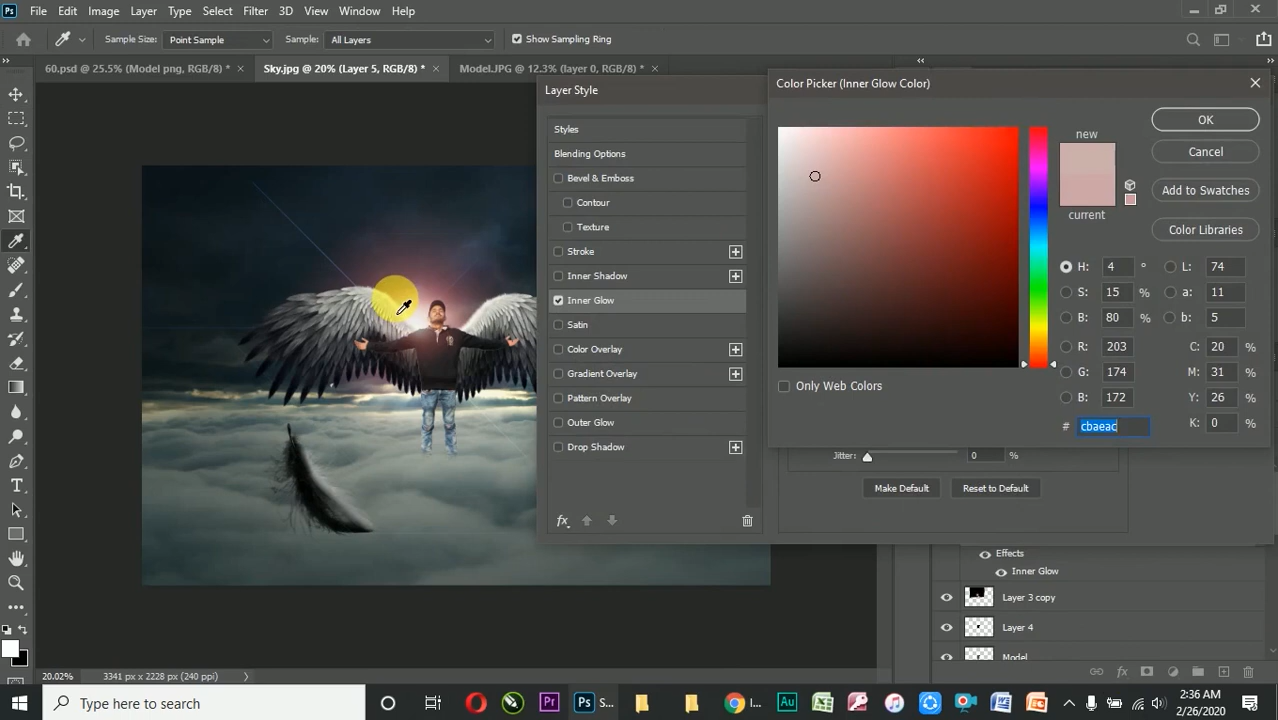 Ps File Edit Image Layer Type Select Filter 3D View Window Help
Sample Size: Point Sample Sample: All Layers Show Sampling Ring
60.psd @ 25.5% (Model png, RGB/8) * × Sky.jpg @ 20% (Layer 5, RGB/8) * × Model.JPG @ 12.3% (layer 0, RGB/8) * ×
Layer Style
Styles
Blending Options
Bevel & Emboss
Contour
Texture
Stroke
Inner Shadow
Inner Glow
Satin
Color Overlay
Gradient Overlay
Pattern Overlay
Outer Glow
Drop Shadow
fx
Color Picker (Inner Glow Color)
new
current
OK
Cancel
Add to Swatches
Color Libraries
H: 4 ° L: 74
S: 15 % a: 11
B: 80 % b: 5
R: 203 C: 20 %
G: 174 M: 31 %
B: 172 Y: 26 %
# cbaeac K: 0 %
Only Web Colors
Jitter: 0 %
Make Default Reset to Default
Effects
Inner Glow
Layer 3 copy
Layer 4
Model
fx
20.02% 3341 px x 2228 px (240 ppi)
Type here to search
Pr Ps S... I... Au
2:36 AM
2/26/2020